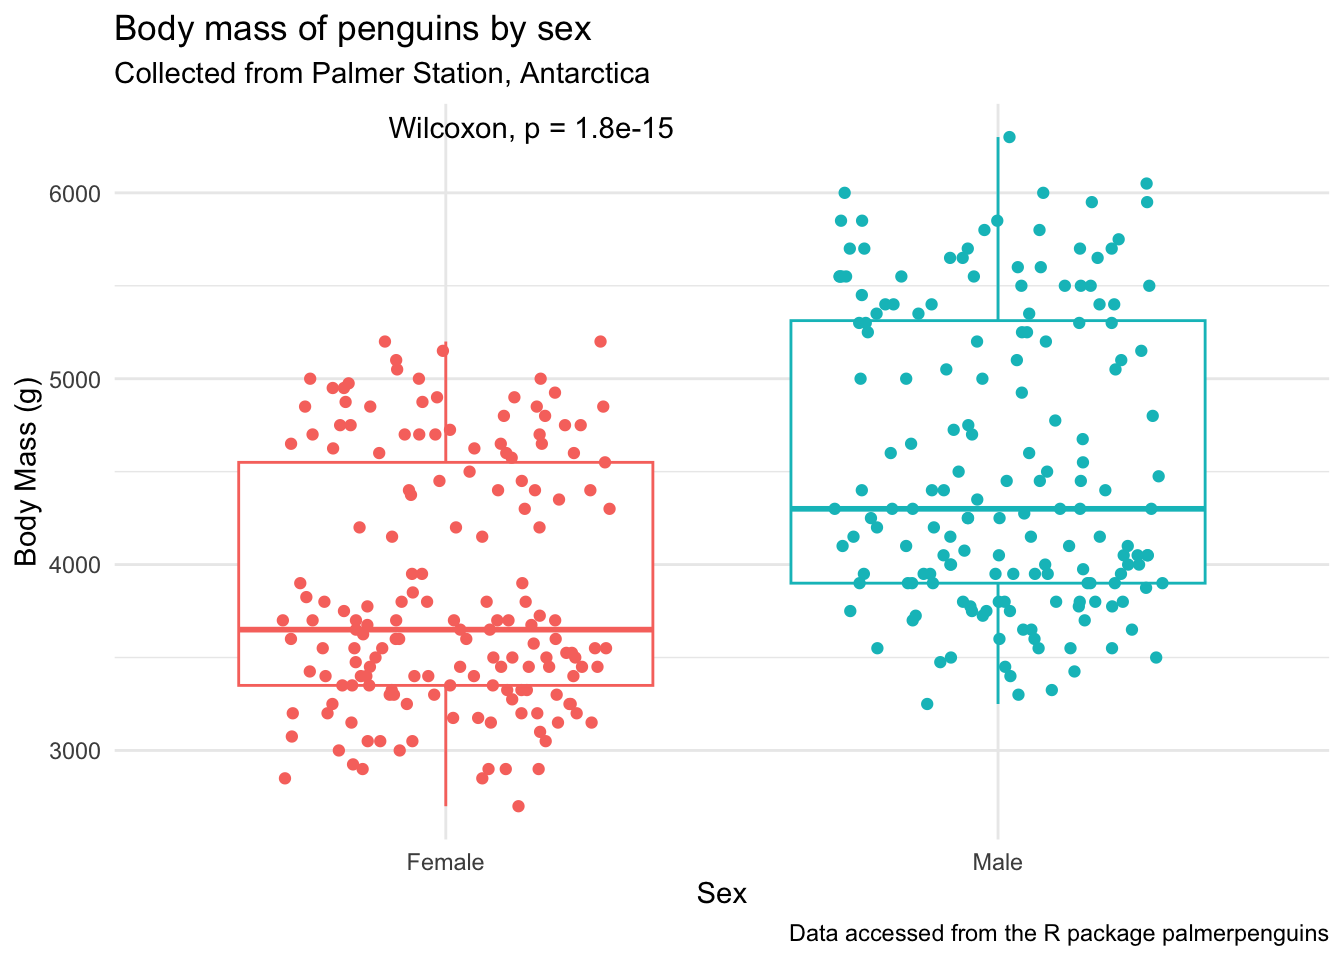 Body mass of penguins by sex
Collected from Palmer Station, Antarctica
Wilcoxon, p = 1.8e-15
6000
5000
4000
3000
Body Mass (g)
Female
Male
Sex
Data accessed from the R package palmerpenguins